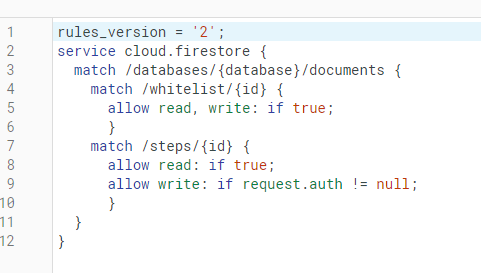 1 rules_version = '2';
2 service cloud.firestore {
3 match /databases/{database}/documents {
4 match /whitelist/{id} {
5 allow read, write: if true;
6 }
7 match /steps/{id} {
8 allow read: if true;
9 allow write: if request.auth != null;
10 }
11 }
12 }